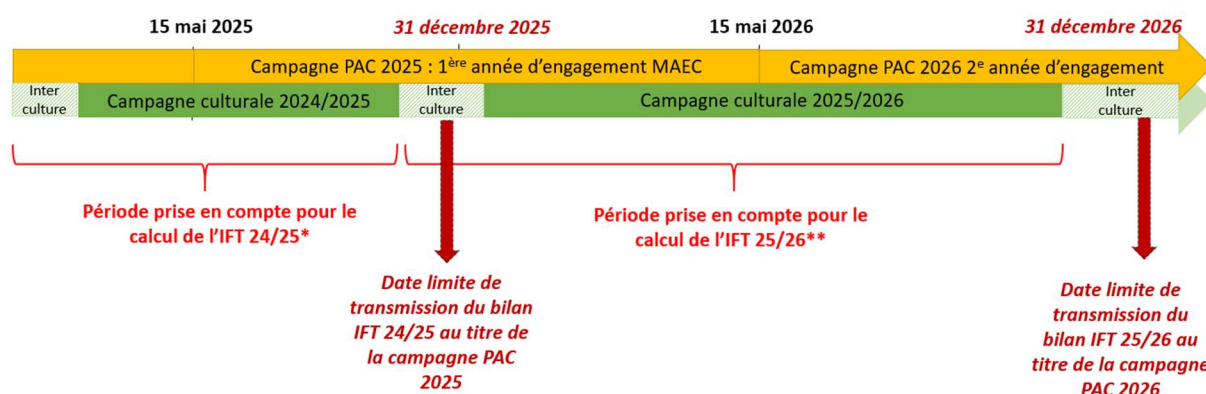 15 mai 2025
31 décembre 2025
15 mai 2026
31 décembre 2026
Campagne PAC 2025 : 1ère année d’engagement MAEC
Campagne PAC 2026 2e année d’engagement
Inter
culture
Campagne culturale 2024/2025
Inter
culture
Campagne culturale 2025/2026
Inter
culture
Période prise en compte pour le
calcul de l’IFT 24/25*
Période prise en compte pour le
calcul de l’IFT 25/26**
Date limite de
transmission du bilan
IFT 24/25 au titre de
la campagne PAC
2025
Date limite de
transmission du
bilan IFT 25/26 au
titre de la campagne
PAC 2026